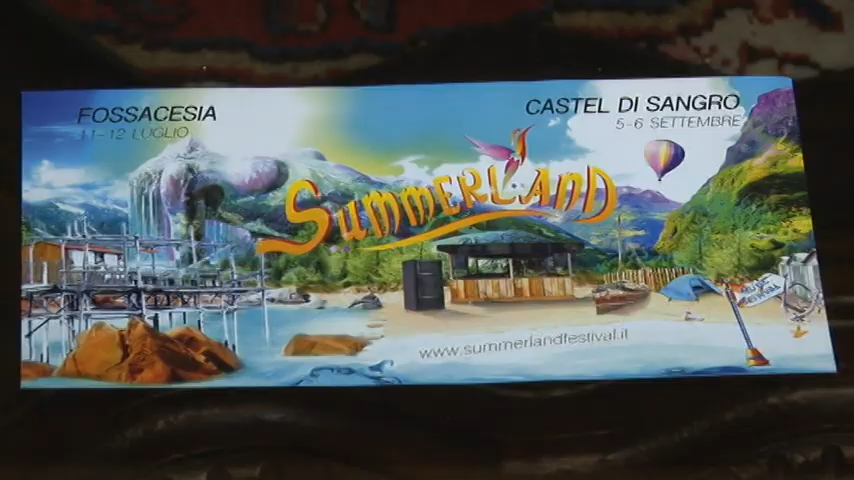 FOSSACESIA
11-12 LUGLIO
CASTEL DI SANGRO
5-6 SETTEMBRE
SUMMERLAND
www.summerlandfestival.it